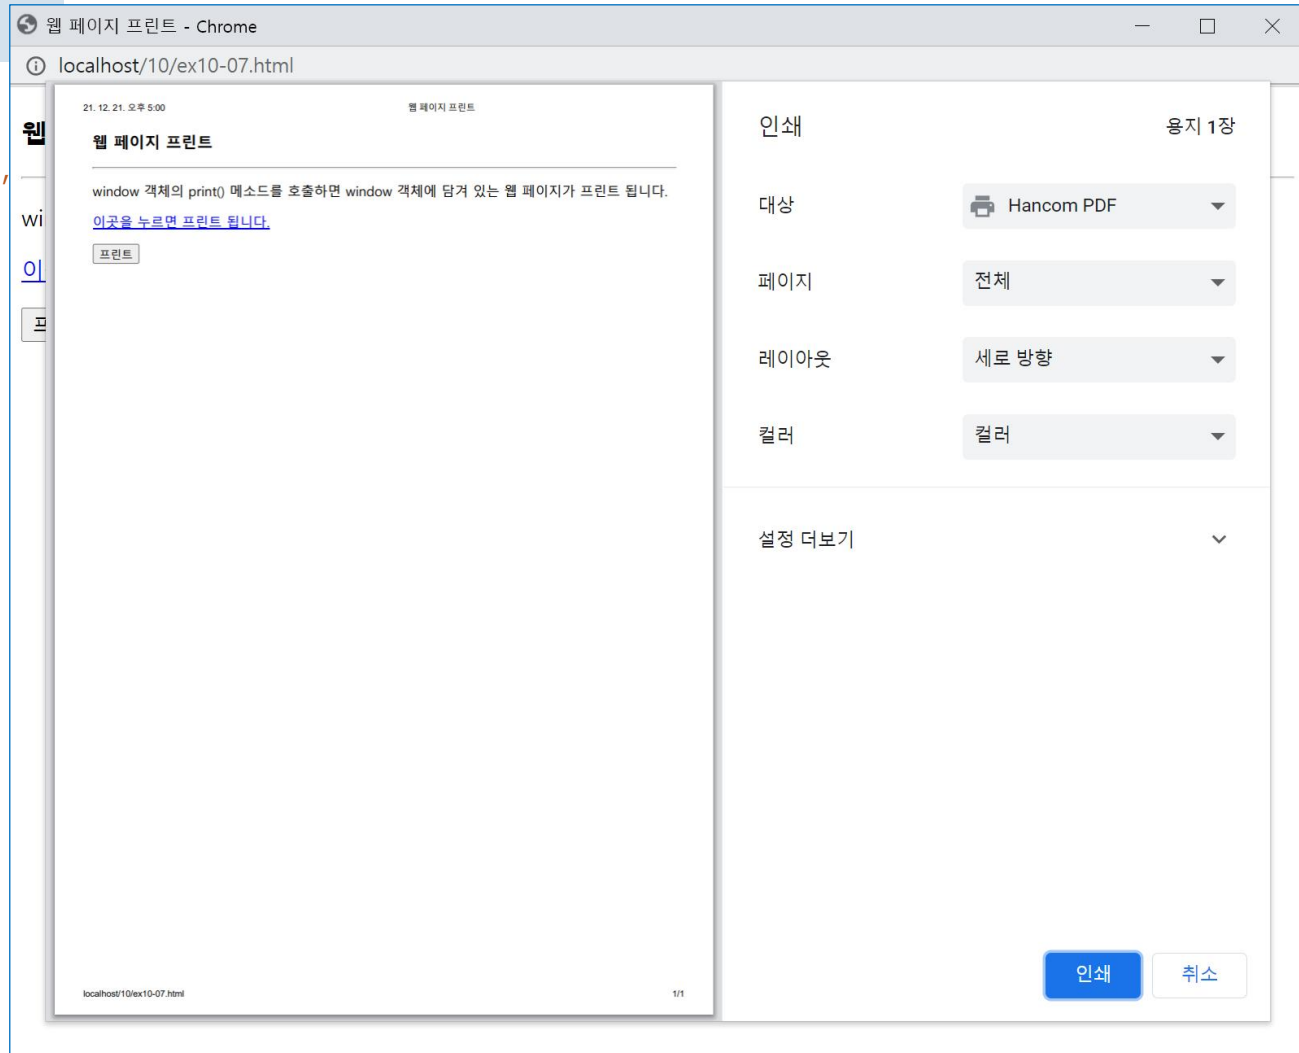 웹 페이지 프린트 - Chrome
localhost/10/ex10-07.html
웹
wi
이
프
21. 12. 21. 오후 5:00 웹 페이지 프린트
웹 페이지 프린트
window 객체의 print() 메소드를 호출하면 window 객체에 담겨 있는 웹 페이지가 프린트 됩니다.
이곳을 누르면 프린트 됩니다.
프린트
localhost/10/ex10-07.html 1/1
인쇄 용지 1장
대상 Hancom PDF
페이지 전체
레이아웃 세로 방향
컬러 컬러
설정 더보기
인쇄 취소